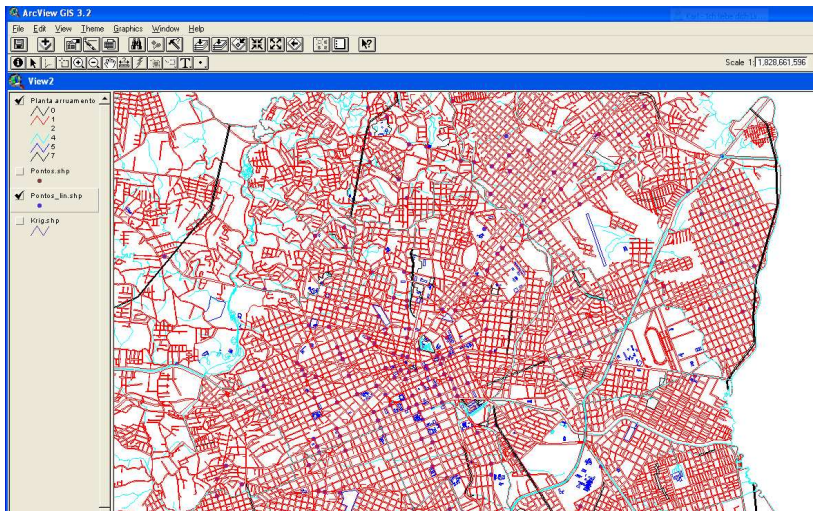 ArcView GIS 3.2
File Edit View Theme Graphics Window Help
Scale 1: 1,828,661,596
View2
Planta arruamento
0
1
2
4
5
7
Pontos.shp
Pontos_lin.shp
Krig.shp